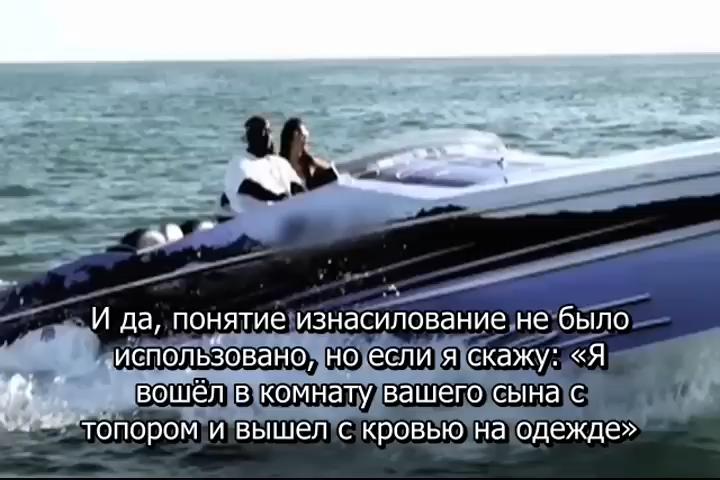 И да, понятие изнасилование не было
использовано, но если я скажу: «Я
вошёл в комнату вашего сына с
топором и вышел с кровью на одежде»